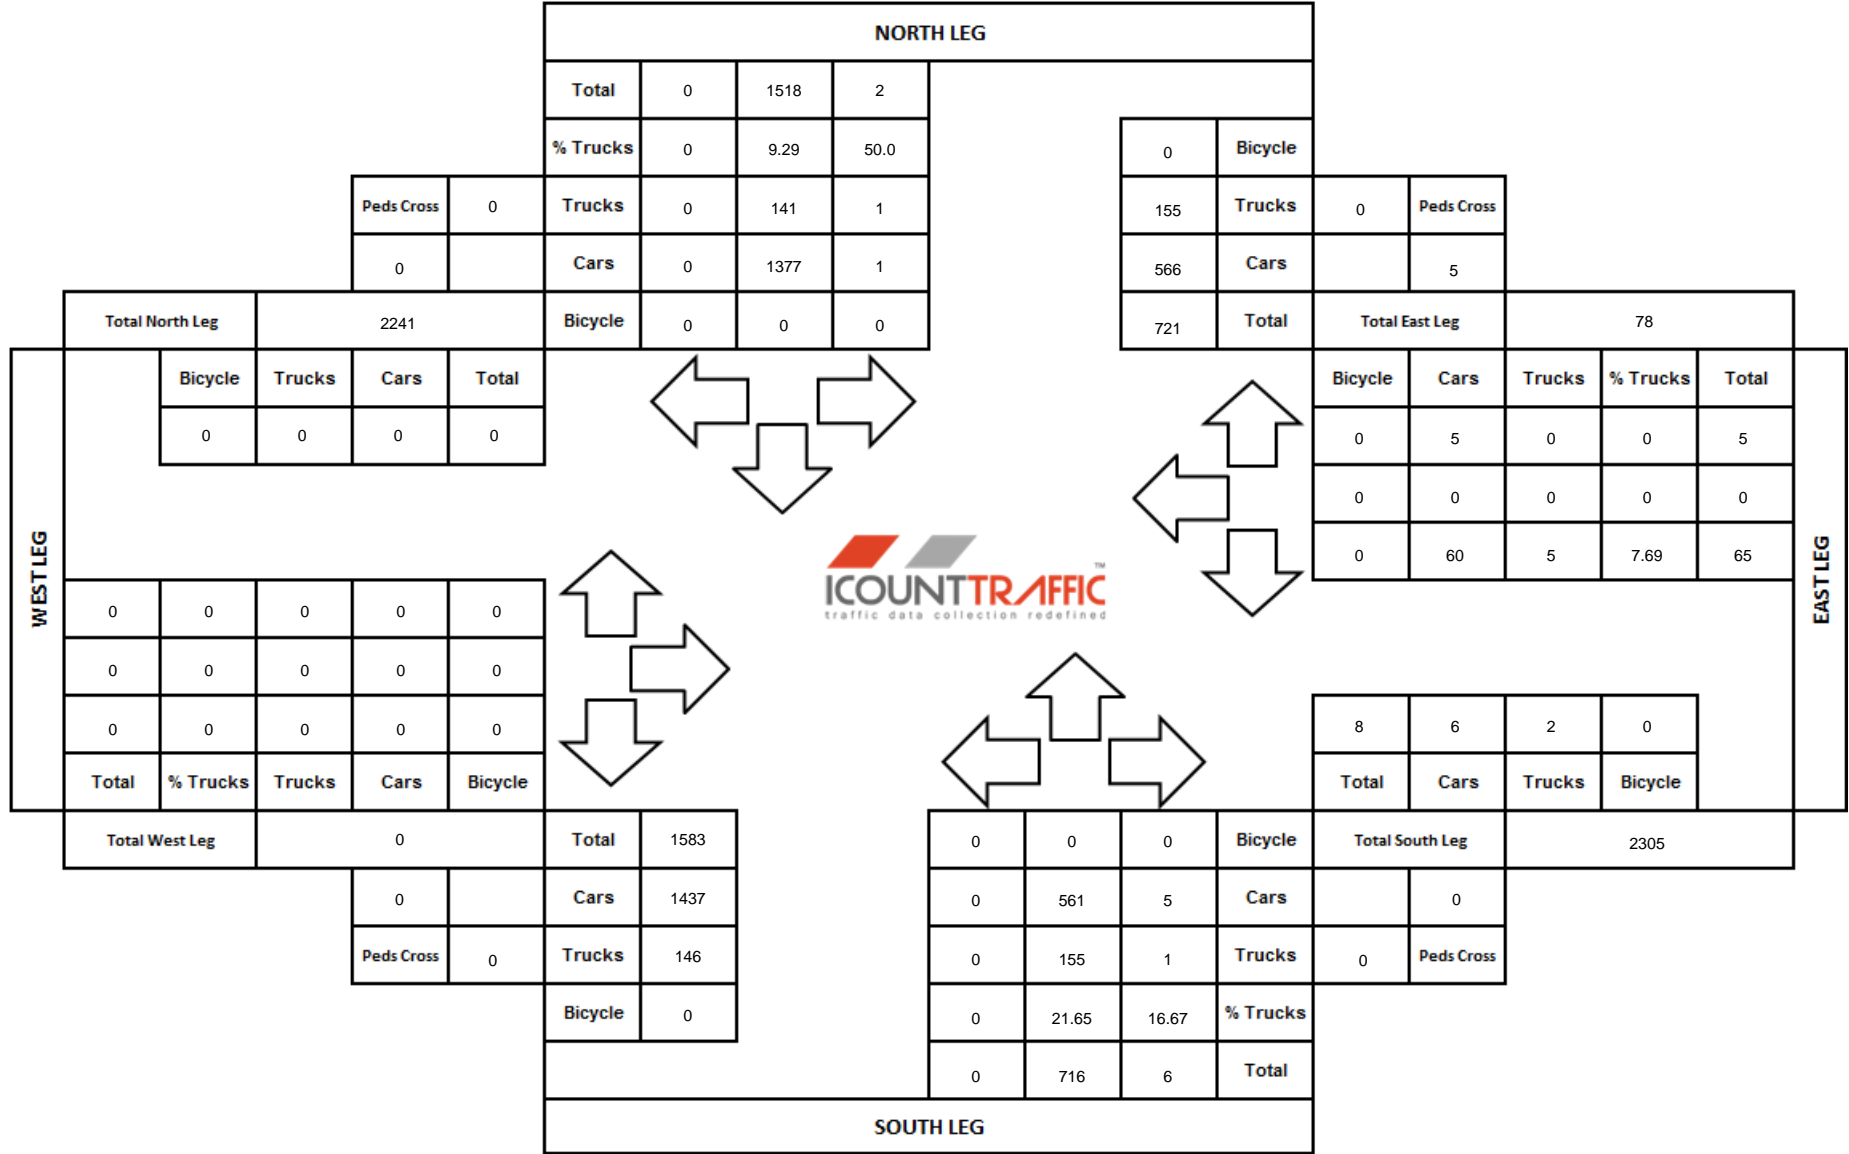 NORTH LEG
Total 0 1518 2
% Trucks 0 9.29 50.0 0 Bicycle
Peds Cross 0 Trucks 0 141 1 155 Trucks 0 Peds Cross
0 Cars 0 1377 1 566 Cars 5
Total North Leg 2241 Bicycle 0 0 0 721 Total Total East Leg 78
Bicycle Trucks Cars Total Bicycle Cars Trucks % Trucks Total
0 0 0 0 0 5 0 0 5
0 0 0 0 0
0 60 5 7.69 65
WEST LEG
ICOUNTTRAFFIC™
traffic data collection redefined
EAST LEG
0 0 0 0 0
0 0 0 0 0
0 0 0 0 0 8 6 2 0
Total % Trucks Trucks Cars Bicycle Total Cars Trucks Bicycle
Total West Leg 0 Total 1583 0 0 0 Bicycle Total South Leg 2305
0 Cars 1437 0 561 5 Cars 0
Peds Cross 0 Trucks 146 0 155 1 Trucks 0 Peds Cross
Bicycle 0 0 21.65 16.67 % Trucks
0 716 6 Total
SOUTH LEG